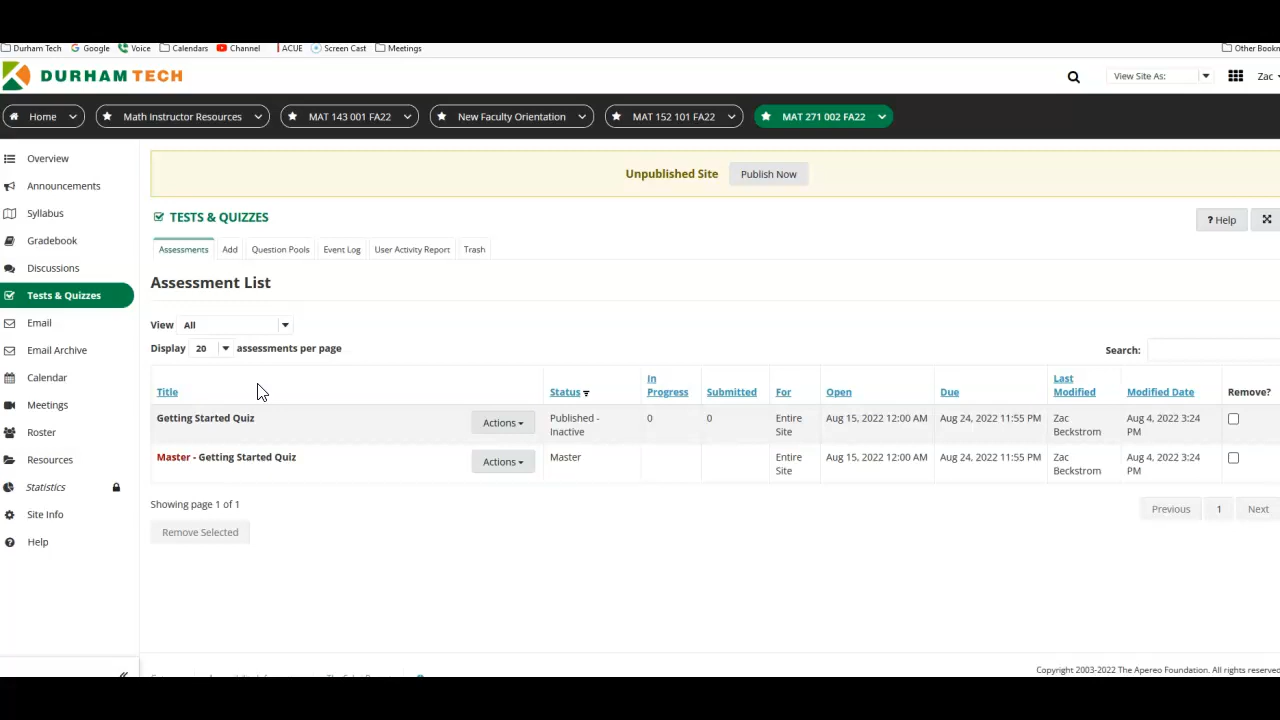 Durham Tech Google Voice Calendars Channel ACUE Screen Cast Meetings Other Bookn
DURHAM TECH View Site As: Zac
Home Math Instructor Resources MAT 143 001 FA22 New Faculty Orientation MAT 152 101 FA22 MAT 271 002 FA22
Overview
Announcements
Syllabus
Gradebook
Discussions
Tests & Quizzes
Email
Email Archive
Calendar
Meetings
Roster
Resources
Statistics
Site Info
Help
Unpublished Site Publish Now
TESTS & QUIZZES ? Help
Assessments Add Question Pools Event Log User Activity Report Trash
Assessment List
View All
Display 20 assessments per page Search:
Title Status In Progress Submitted For Open Due Last Modified Modified Date Remove?
Getting Started Quiz Actions Published - Inactive 0 0 Entire Site Aug 15, 2022 12:00 AM Aug 24, 2022 11:55 PM Zac Beckstrom Aug 4, 2022 3:24 PM
Master - Getting Started Quiz Actions Master Entire Site Aug 15, 2022 12:00 AM Aug 24, 2022 11:55 PM Zac Beckstrom Aug 4, 2022 3:24 PM
Showing page 1 of 1 Previous 1 Next
Remove Selected
Copyright 2003-2022 The Apereo Foundation. All rights reserved